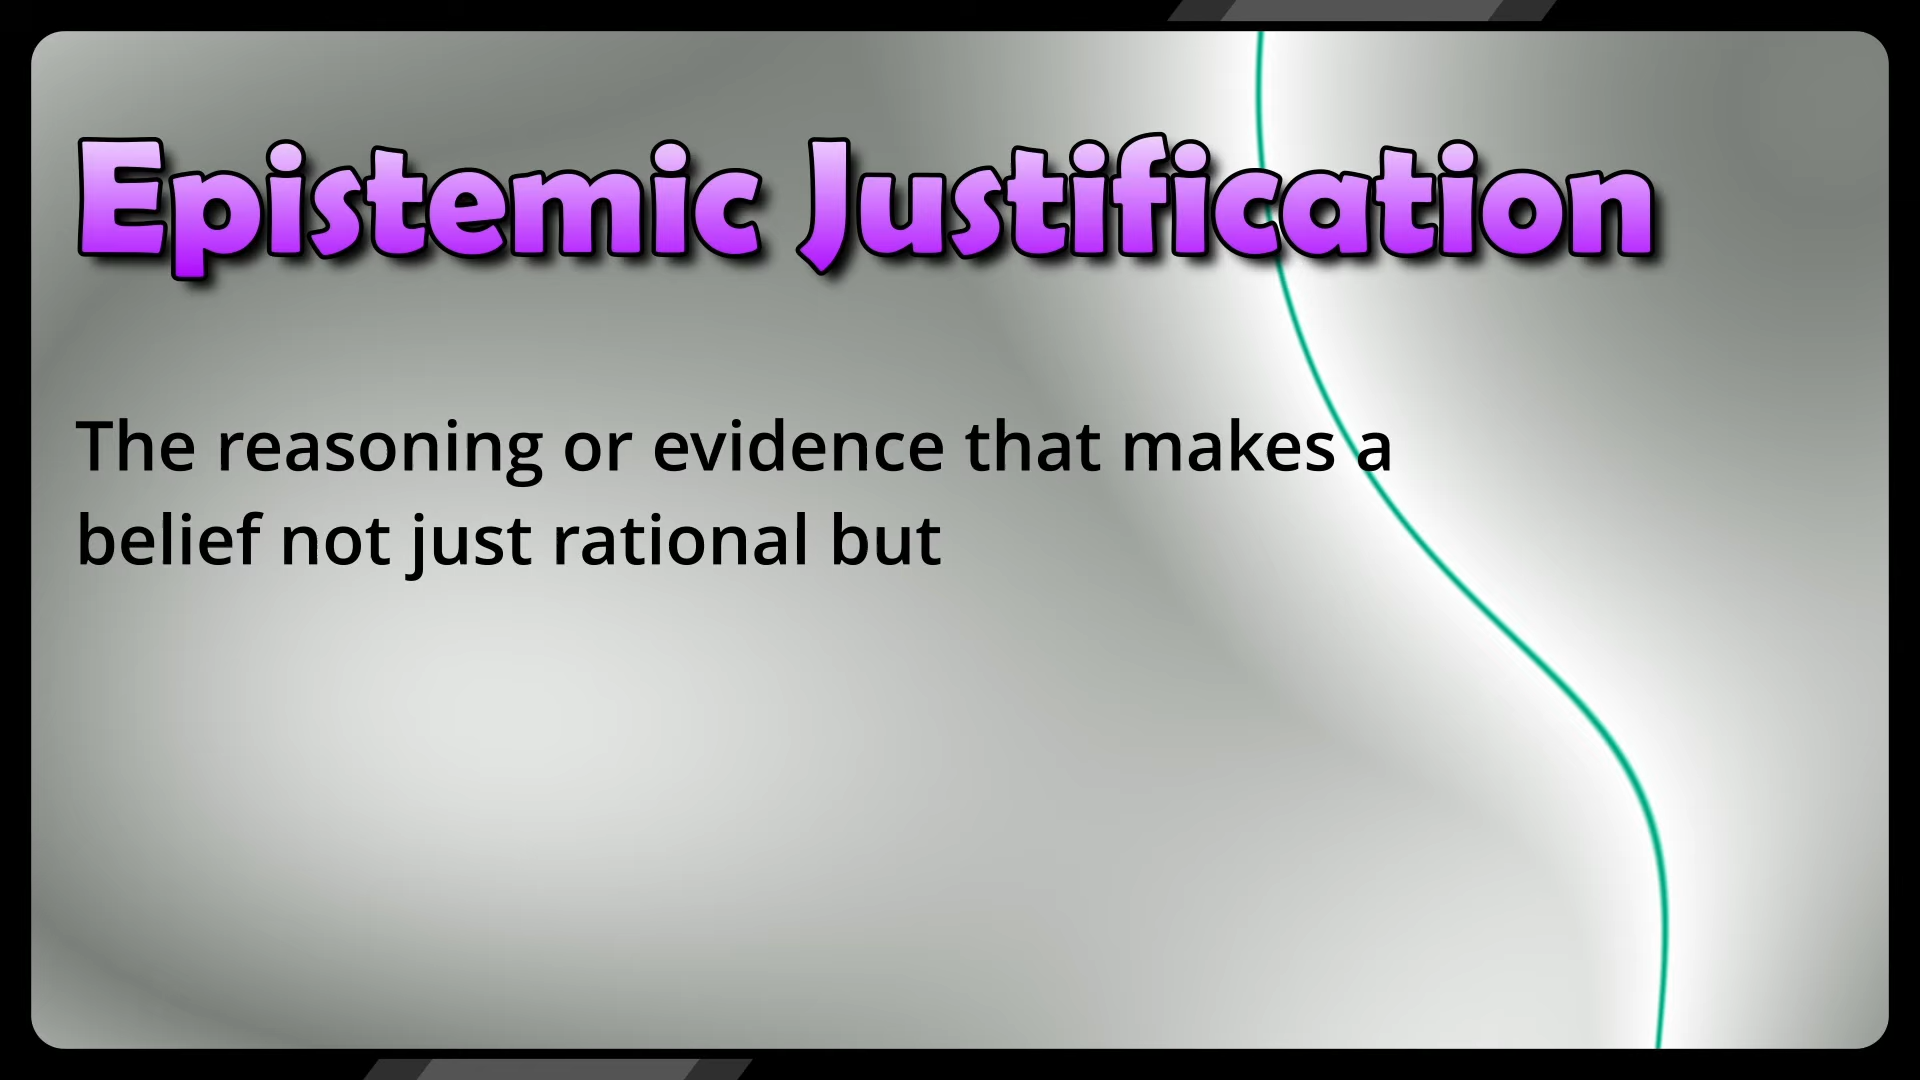 Epistemic Justification
The reasoning or evidence that makes a
belief not just rational but